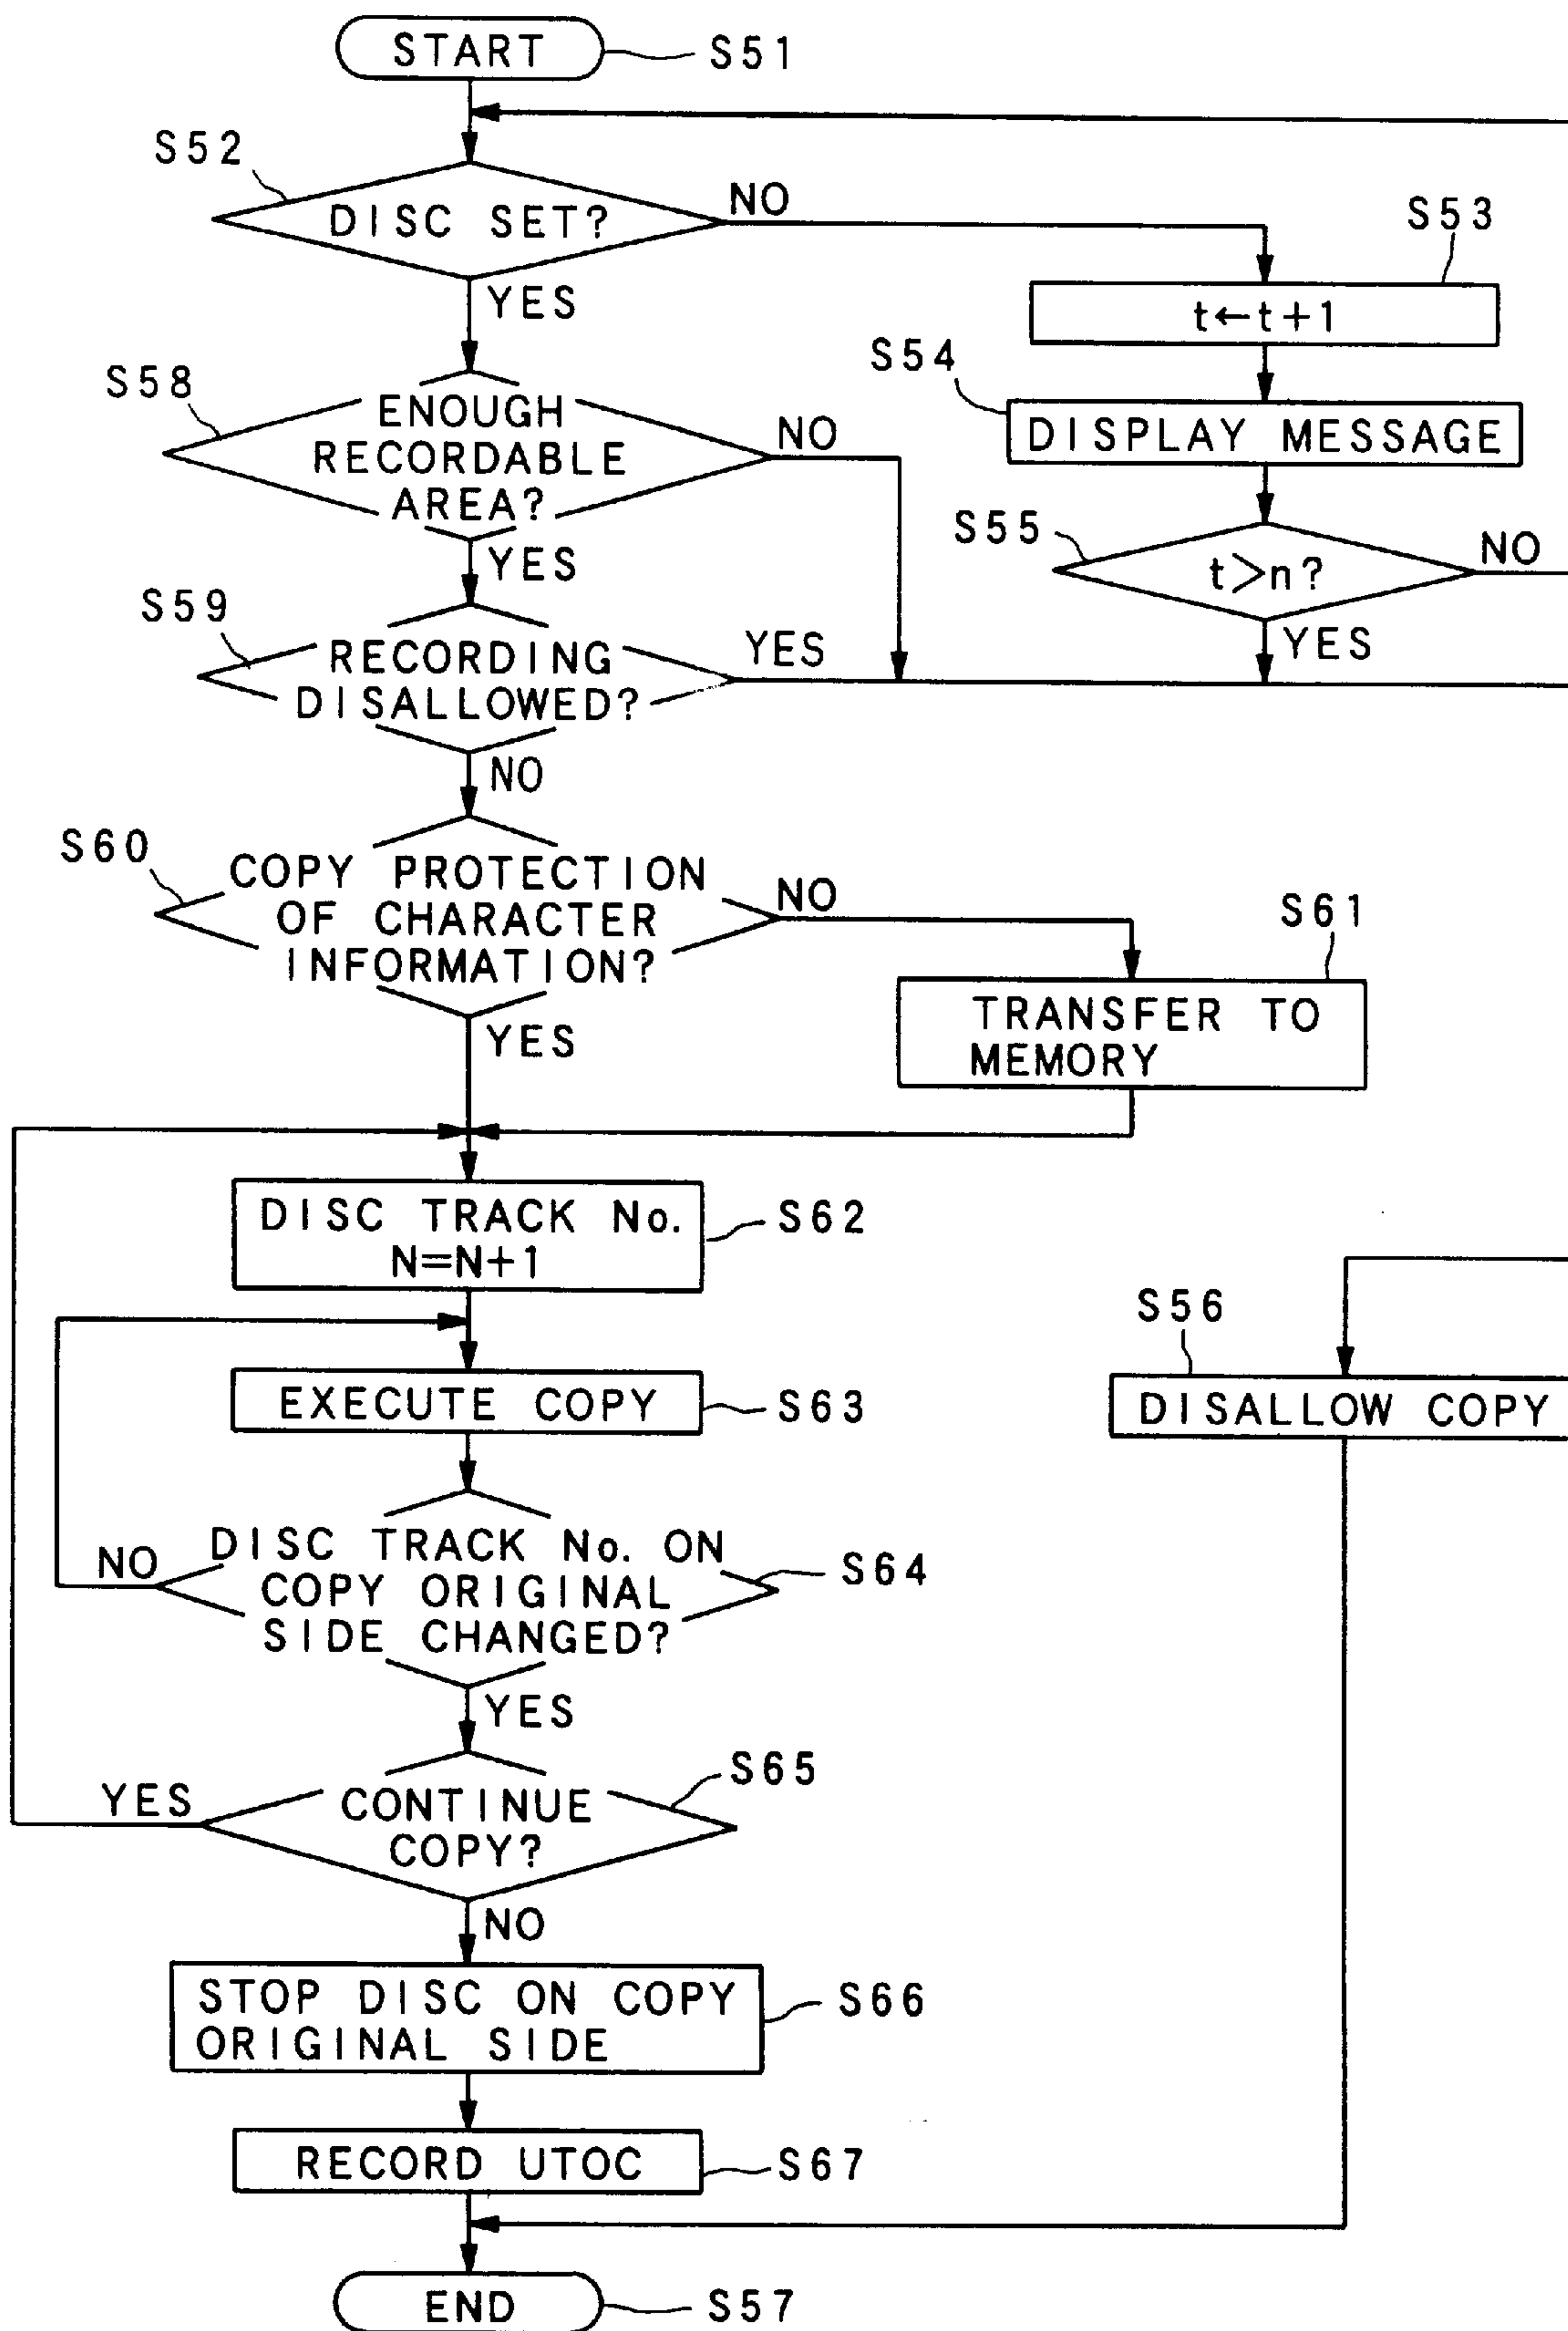 START
S51
S52
DISC SET?
NO
YES
S53
t←t+1
S54
DISPLAY MESSAGE
S55
t>n?
NO
YES
S58
ENOUGH
RECORDABLE
AREA?
NO
YES
S59
RECORDING
DISALLOWED?
YES
NO
S60
COPY PROTECTION
OF CHARACTER
INFORMATION?
NO
YES
S61
TRANSFER TO
MEMORY
DISC TRACK No.
N=N+1
S62
S56
DISALLOW COPY
EXECUTE COPY
S63
DISC TRACK No. ON
COPY ORIGINAL
SIDE CHANGED?
NO
S64
YES
S65
CONTINUE
COPY?
YES
NO
STOP DISC ON COPY
ORIGINAL SIDE
S66
RECORD UTOC
S67
END
S57